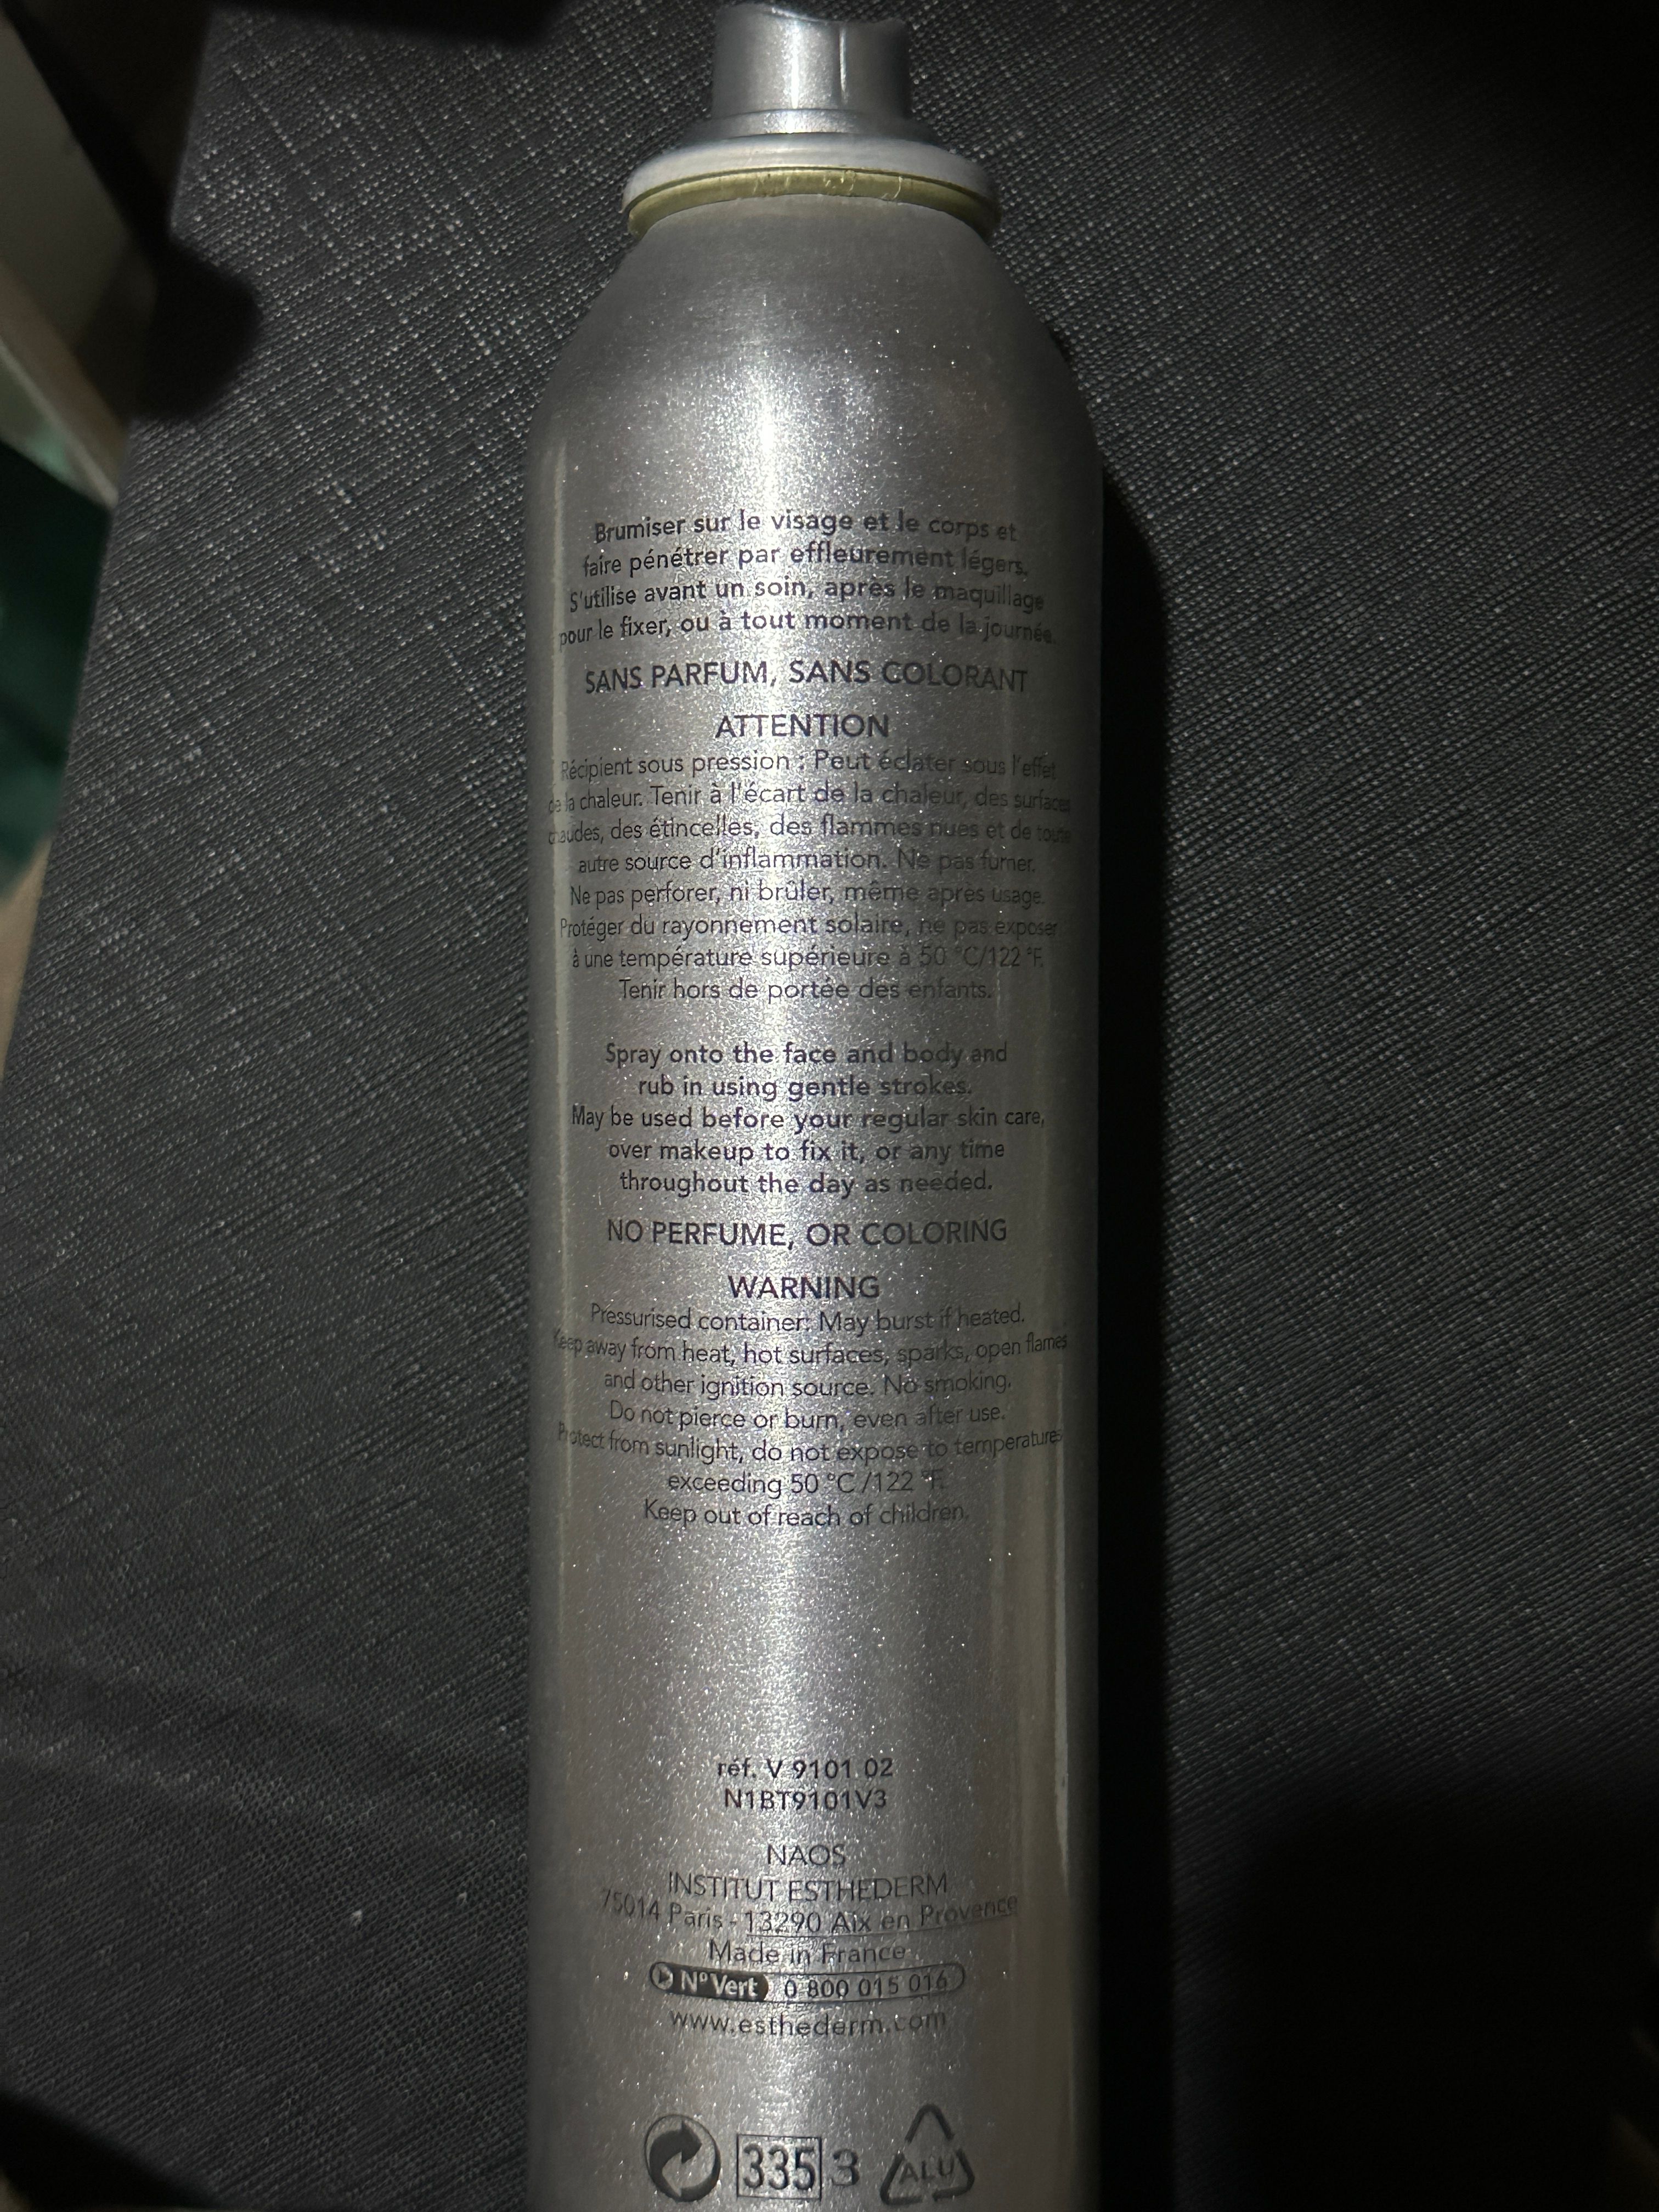 Brumiser sur le visage et le corps et
faire pénétrer par effleurement légers.
S'utilise avant un soin, après le maquillage
pour le fixer, ou à tout moment de la journée.
SANS PARFUM, SANS COLORANT
ATTENTION
Récipient sous pression : Peut éclater sous l'effet
de la chaleur. Tenir à l'écart de la chaleur, des surfaces
chaudes, des étincelles, des flammes nues et de toute
autre source d'inflammation. Ne pas fumer.
Ne pas perforer, ni brûler, même après usage.
Protéger du rayonnement solaire, ne pas exposer
à une température supérieure à 50 °C/122 °F.
Tenir hors de portée des enfants.
Spray onto the face and body and
rub in using gentle strokes.
May be used before your regular skin care,
over makeup to fix it, or any time
throughout the day as needed.
NO PERFUME, OR COLORING
WARNING
Pressurised container: May burst if heated.
Keep away from heat, hot surfaces, sparks, open flames
and other ignition source. No smoking.
Do not pierce or burn, even after use.
Protect from sunlight, do not expose to temperatures
exceeding 50 °C /122 °F.
Keep out of reach of children.
réf. V 9101 02
N1BT9101V3
NAOS
INSTITUT ESTHEDERM
75014 Paris - 13290 Aix en Provence
Made in France
N° Vert 0 800 015 016
www.esthederm.com
335 3 ALU